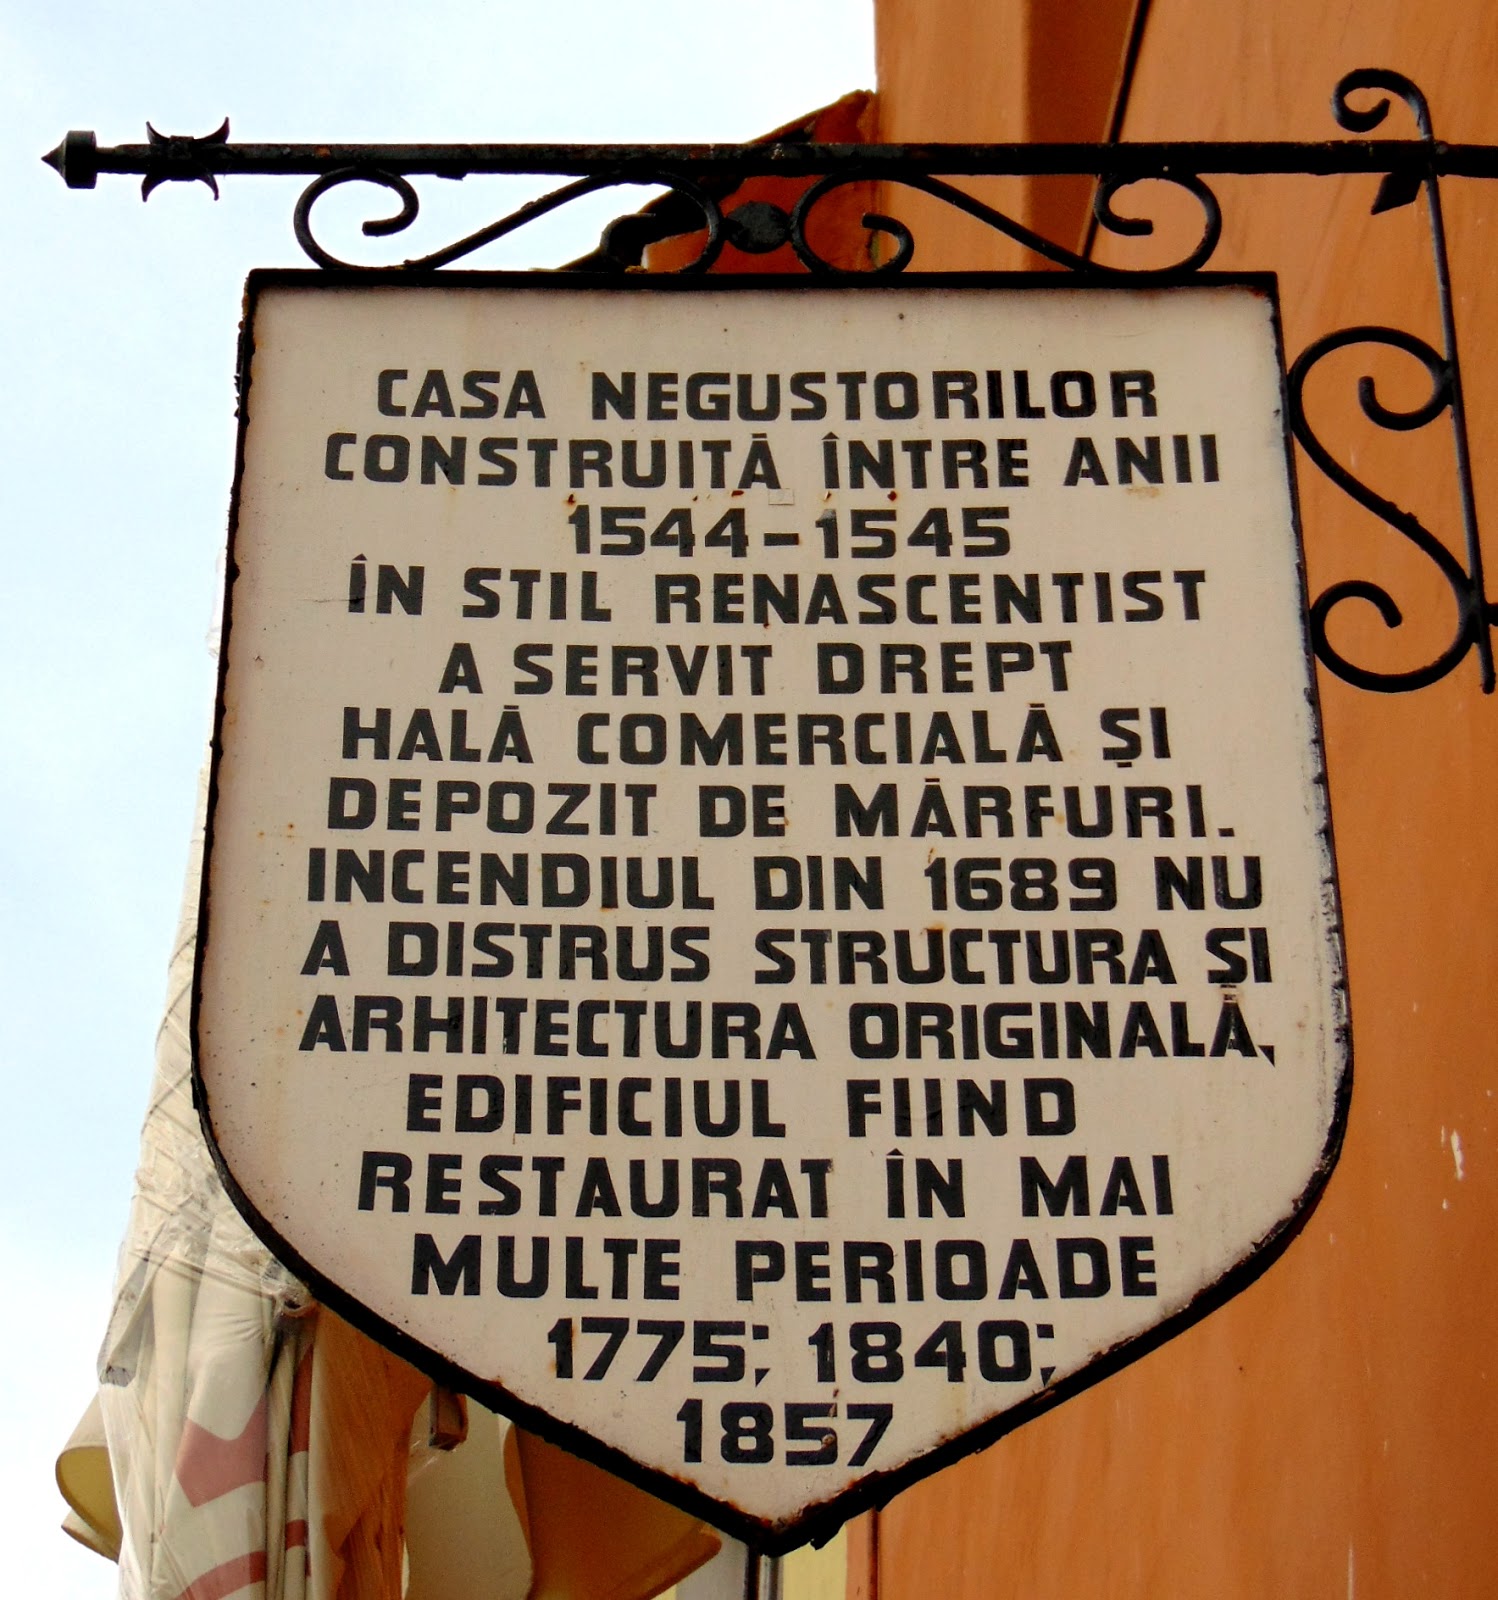 CASA NEGUSTORILOR
CONSTRUITĂ ÎNTRE ANII
1544-1545
ÎN STIL RENASCENTIST
A SERVIT DREPT
HALĂ COMERCIALĂ ȘI
DEPOZIT DE MĂRFURI.
INCENDIUL DIN 1689 NU
A DISTRUS STRUCTURA ȘI
ARHITECTURA ORIGINALĂ,
EDIFICIUL FIIND
RESTAURAT ÎN MAI
MULTE PERIOADE
1775; 1840;
1857